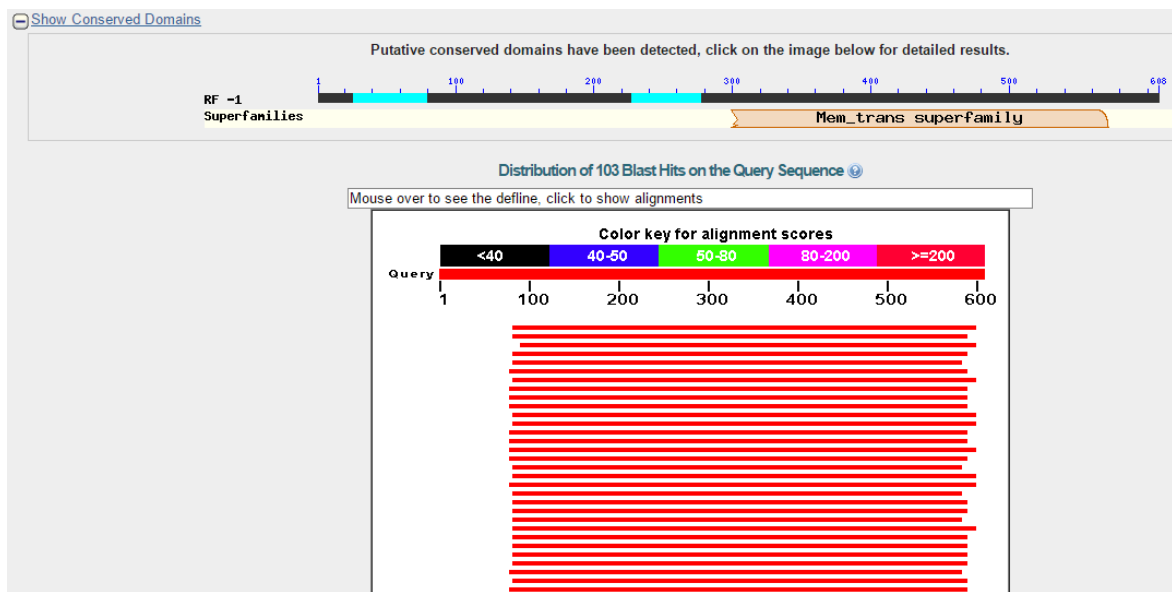 Show Conserved Domains
Putative conserved domains have been detected, click on the image below for detailed results.
1 100 200 300 400 500 608
RF -1
Superfamilies Mem_trans superfamily
Distribution of 103 Blast Hits on the Query Sequence
Mouse over to see the defline, click to show alignments
Color key for alignment scores
<40 40-50 50-80 80-200 >=200
Query
1 100 200 300 400 500 600